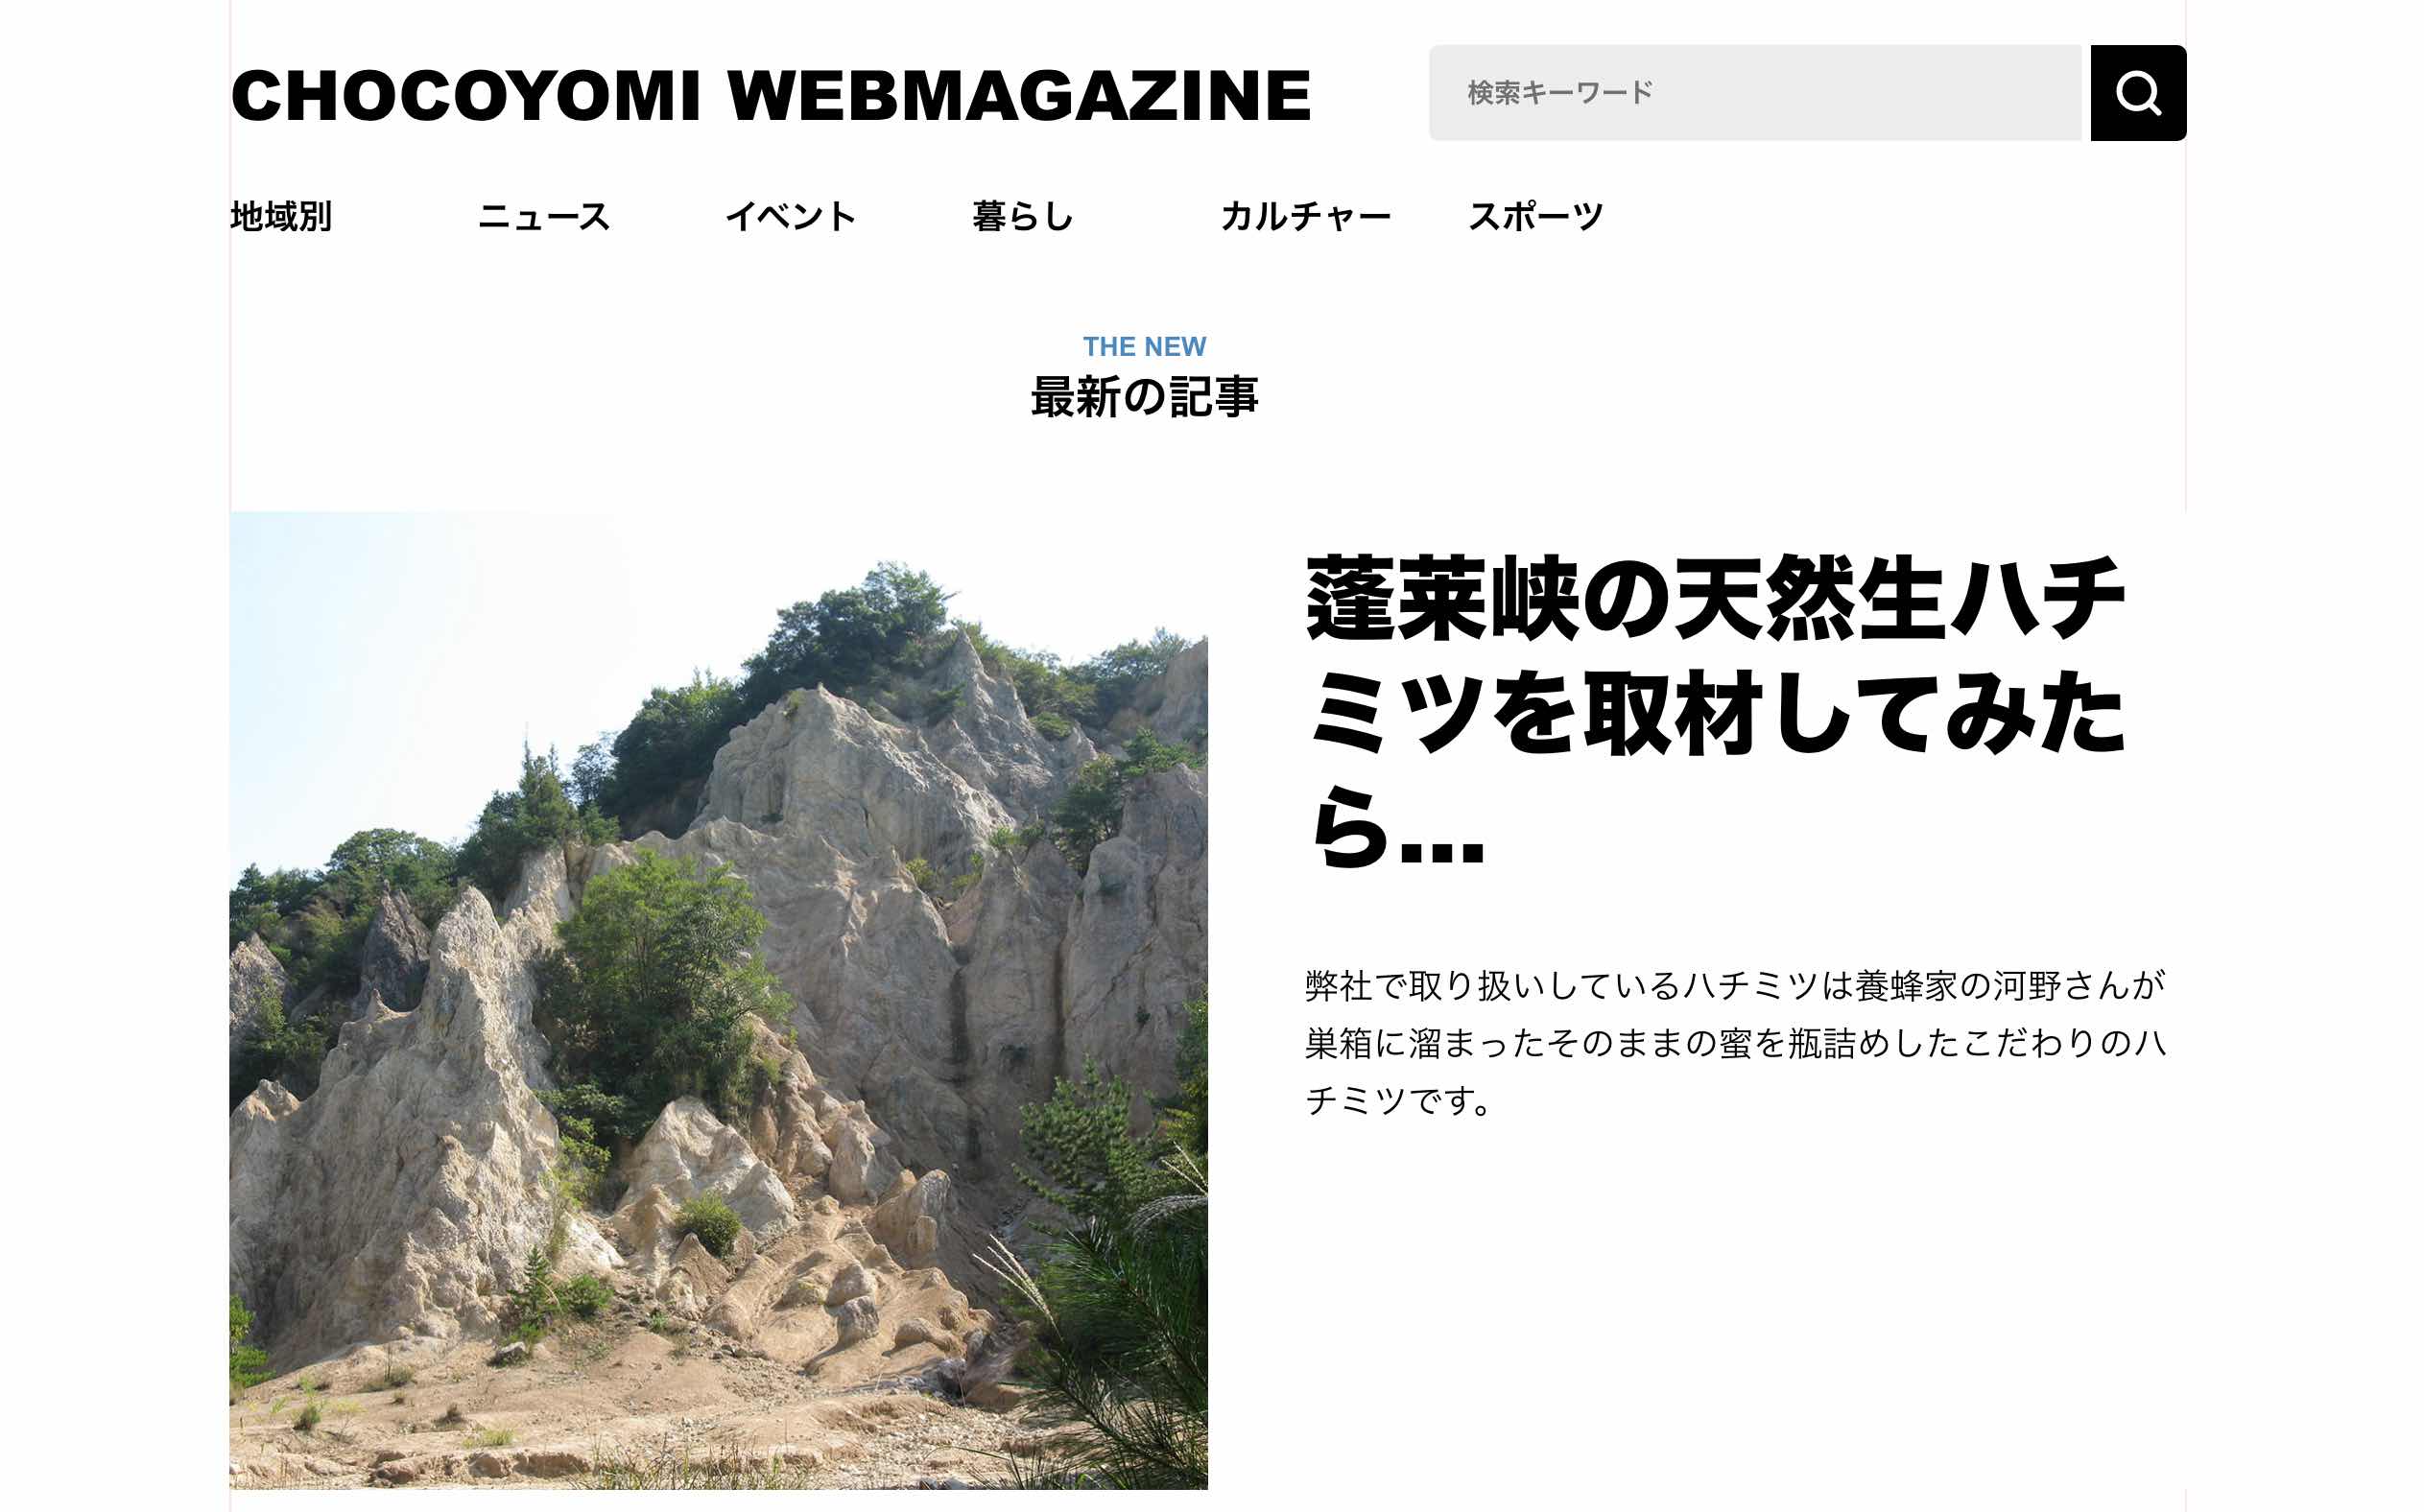 CHOCOYOMI WEBMAGAZINE
検索キーワード
地域別
ニュース
イベント
暮らし
カルチャー
スポーツ
THE NEW
最新の記事
蓬莱峡の天然生ハチ
ミツを取材してみた
ら...
弊社で取り扱いしているハチミツは養蜂家の河野さんが
巣箱に溜まったそのままの蜜を瓶詰めしたこだわりのハ
チミツです。